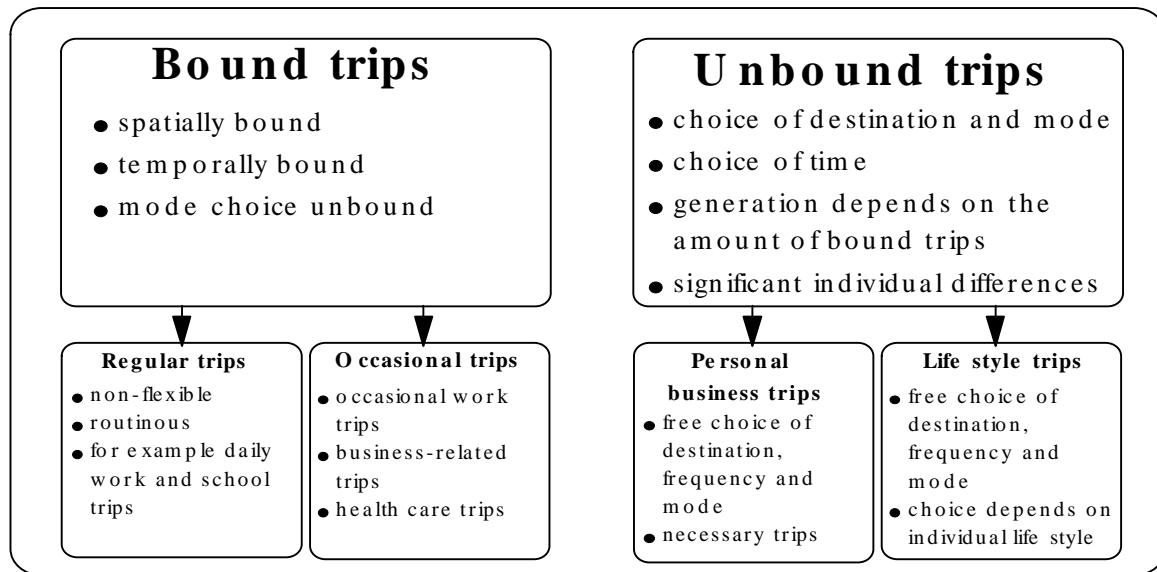 Bound trips
● spatially bound
● temporally bound
● mode choice unbound
Unbound trips
● choice of destination and mode
● choice of time
● generation depends on the
amount of bound trips
● significant individual differences
Regular trips
● non-flexible
● routinous
● for example daily
work and school
trips
Occasional trips
● occasional work
trips
● business-related
trips
● health care trips
Personal
business trips
● free choice of
destination,
frequency and
mode
● necessary trips
Life style trips
● free choice of
destination,
frequency and
mode
● choice depends on
individual life style